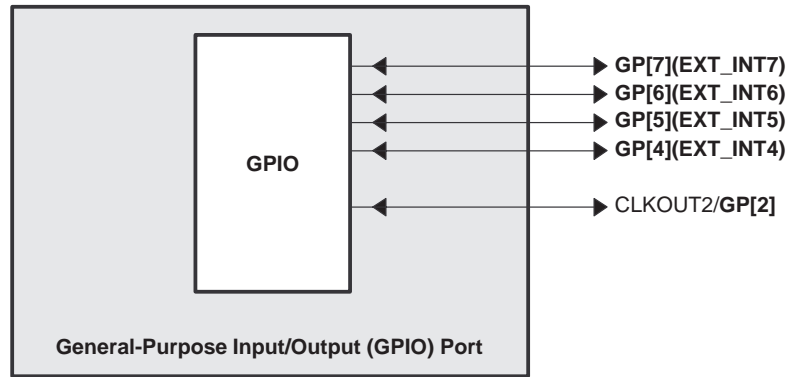 GP[7](EXT_INT7)
GP[6](EXT_INT6)
GP[5](EXT_INT5)
GP[4](EXT_INT4)
GPIO
CLKOUT2/GP[2]
General-Purpose Input/Output (GPIO) Port